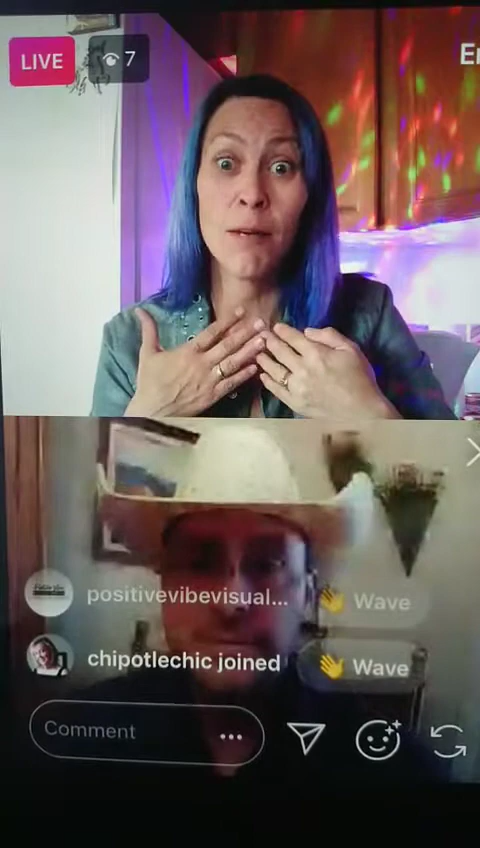 LIVE
7
positivevibevisual...
Wave
chipotlechic joined
Wave
Comment